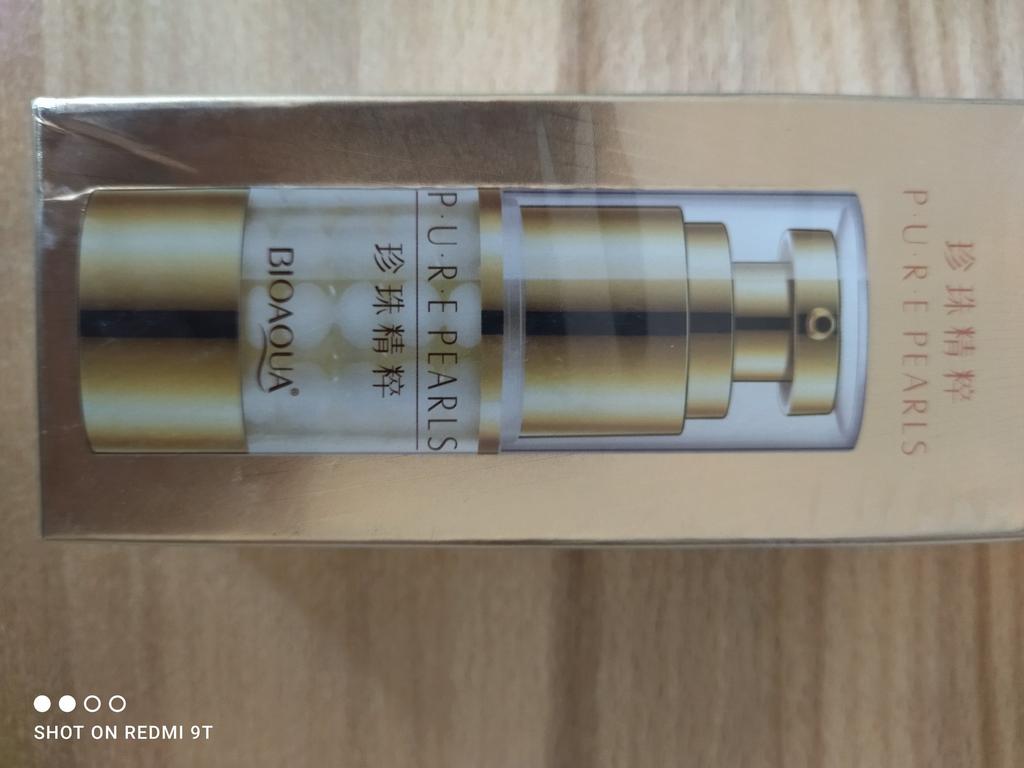 珍珠精粹
P·U·R·E PEARLS
P·U·R·E PEARLS
珍珠精粹
BIOAQUA®
SHOT ON REDMI 9T